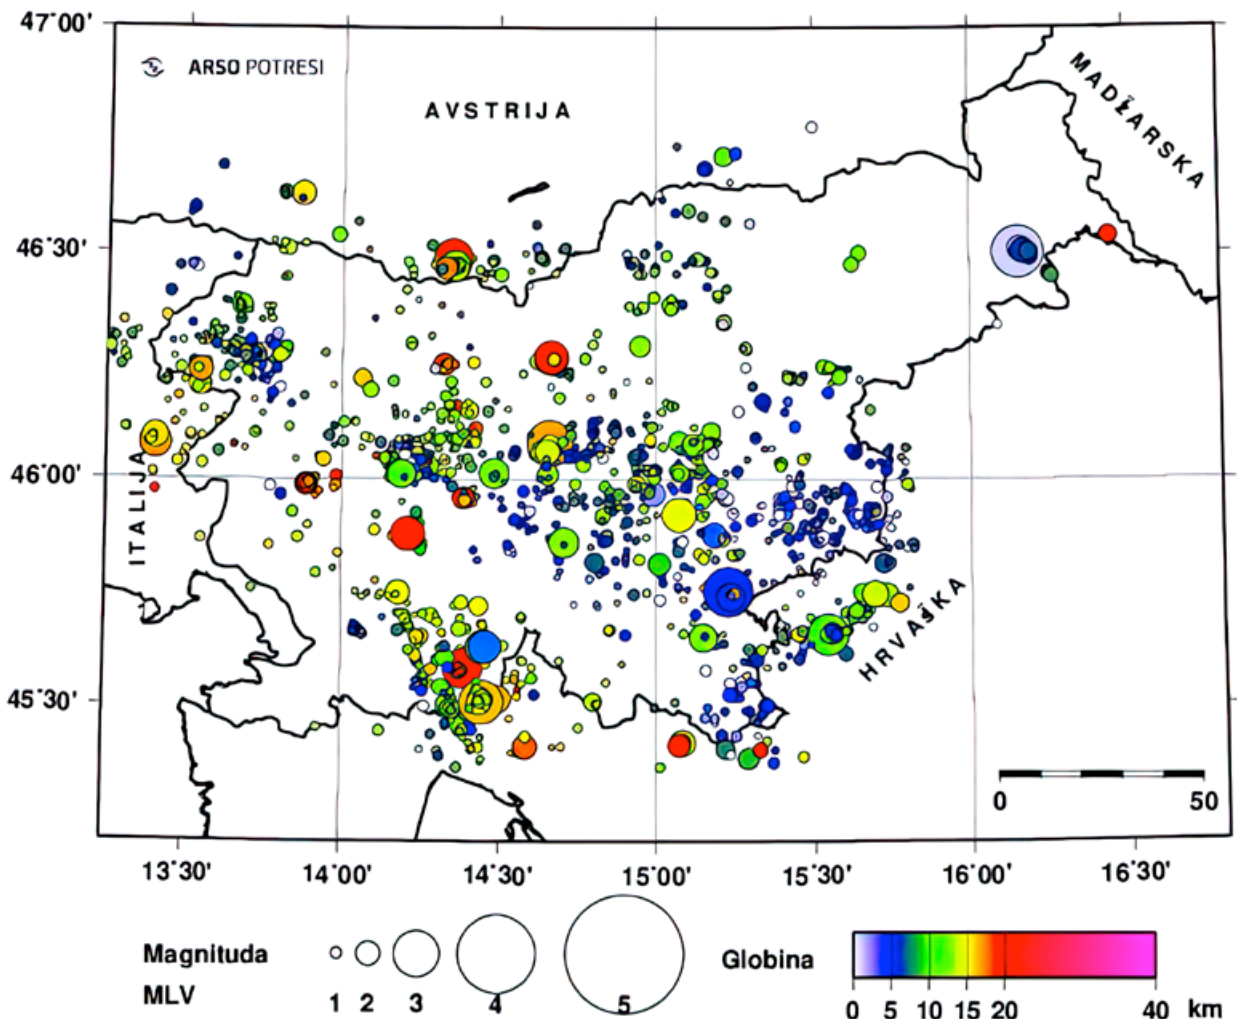 47°00'
ARSO POTRESI
AVSTRIJA
MADŽARSKA
46°30'
46°00'
ITALIJA
HRVAŠKA
45°30'
0 50
13°30' 14°00' 14°30' 15°00' 15°30' 16°00' 16°30'
Magnituda
MLV 1 2 3 4 5
Globina
0 5 10 15 20 40 km